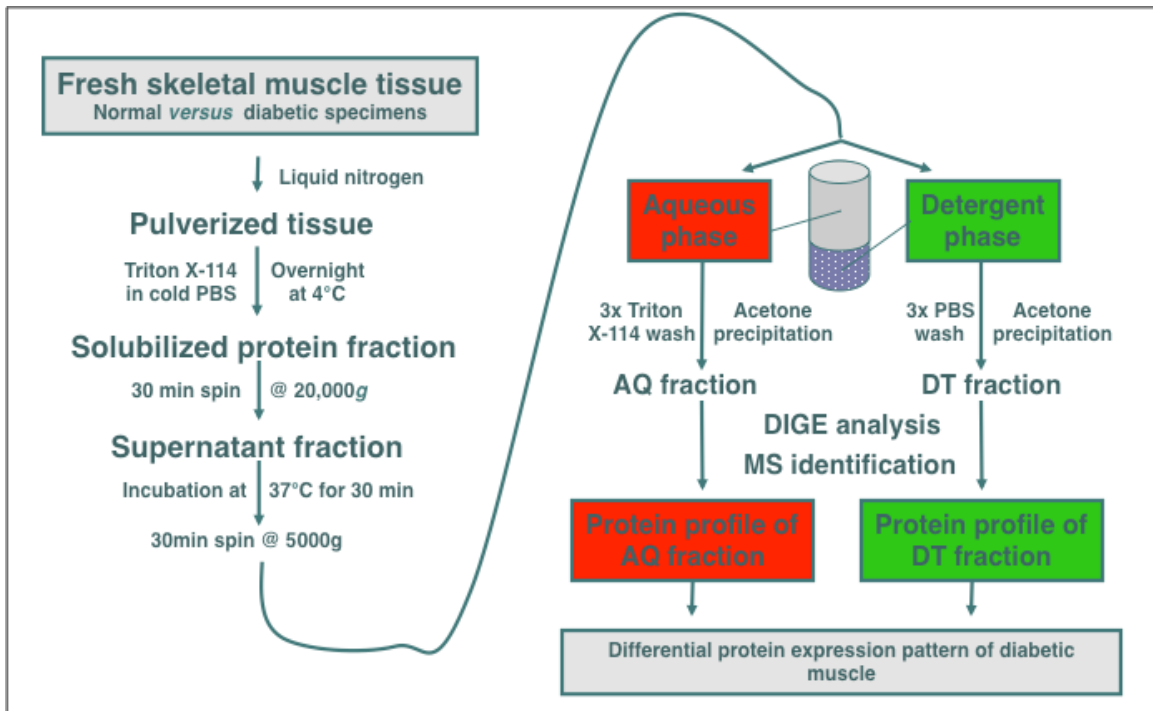 Fresh skeletal muscle tissue
Normal versus diabetic specimens
Liquid nitrogen
Pulverized tissue
Triton X-114
in cold PBS
Overnight
at 4°C
Solubilized protein fraction
30 min spin @ 20,000g
Supernatant fraction
Incubation at 37°C for 30 min
30min spin @ 5000g
Aqueous
phase
Detergent
phase
3x Triton
X-114 wash
Acetone
precipitation
3x PBS
wash
Acetone
precipitation
AQ fraction
DT fraction
DIGE analysis
MS identification
Protein profile of
AQ fraction
Protein profile of
DT fraction
Differential protein expression pattern of diabetic
muscle